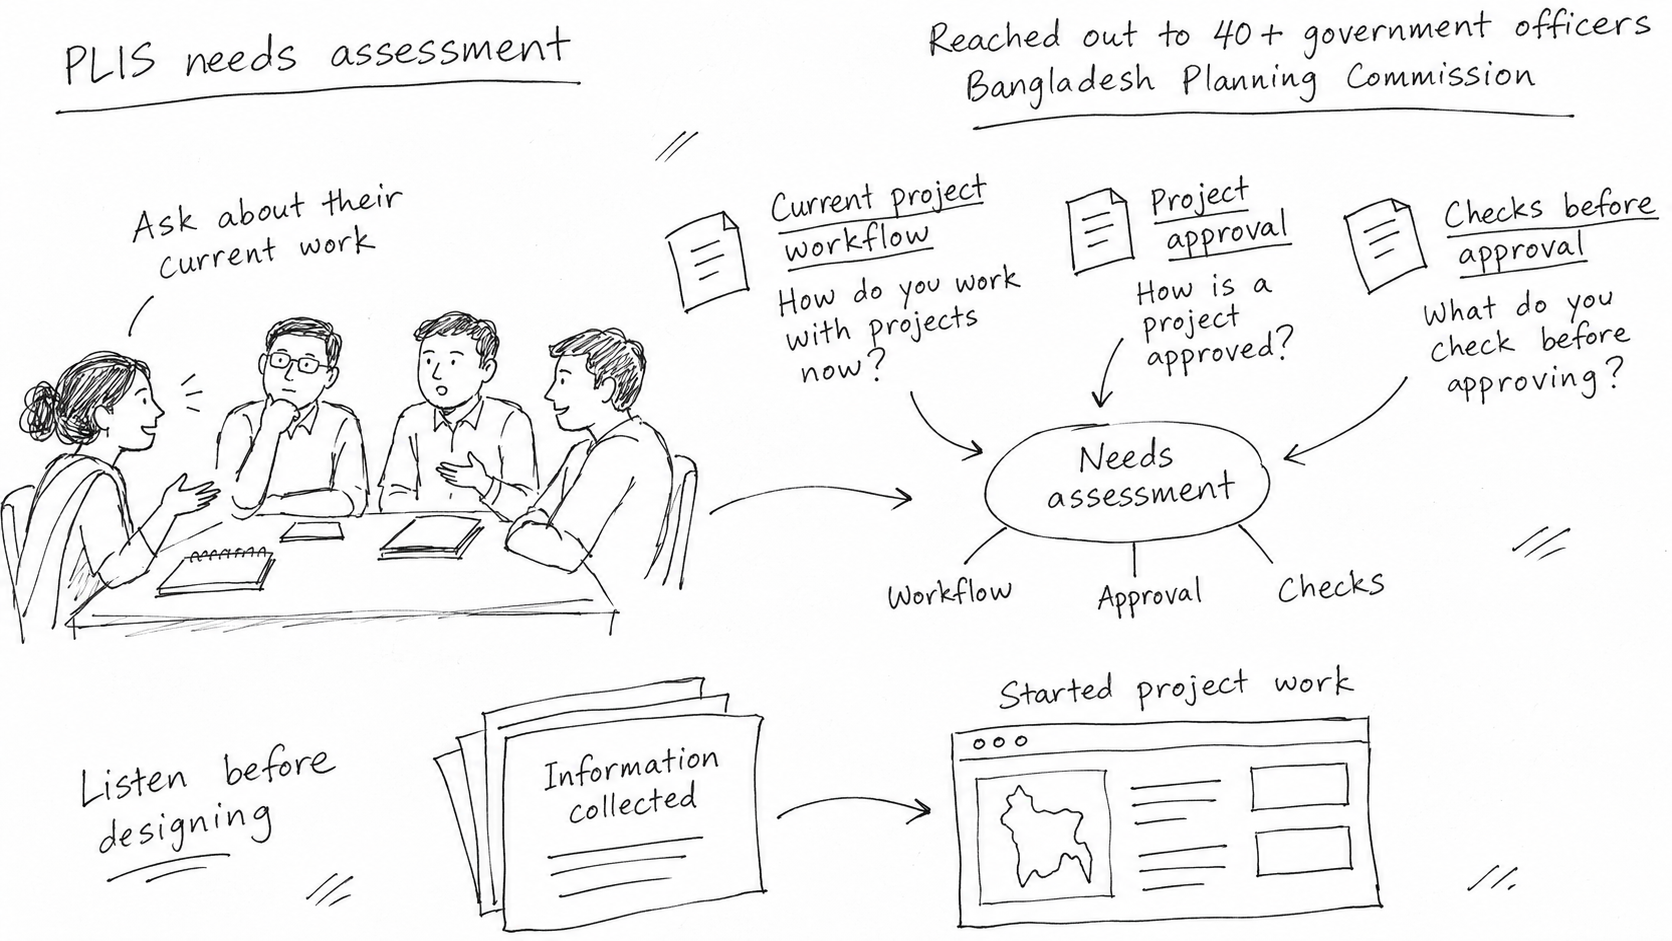 PLIS needs assessment
Reached out to 40+ government officers
Bangladesh Planning Commission
Ask about their
current work
Current project
workflow
How do you work
with projects
now?
Project
approval
How is a
project
approved?
Checks before
approval
What do you
check before
approving?
Needs
assessment
Workflow
Approval
Checks
Listen before
designing
Information
collected
Started project work